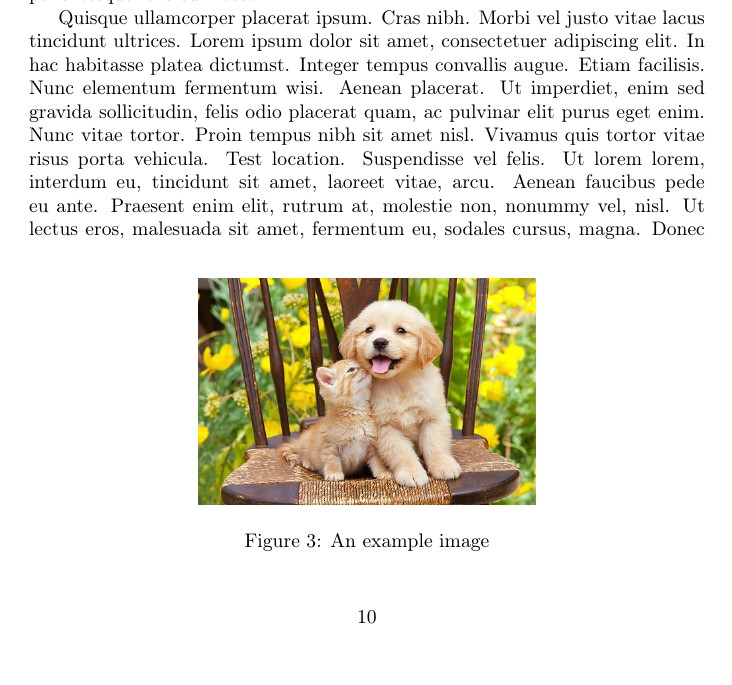 Quisque ullamcorper placerat ipsum. Cras nibh. Morbi vel justo vitae lacus
tincidunt ultrices. Lorem ipsum dolor sit amet, consectetuer adipiscing elit. In
hac habitasse platea dictumst. Integer tempus convallis augue. Etiam facilisis.
Nunc elementum fermentum wisi. Aenean placerat. Ut imperdiet, enim sed
gravida sollicitudin, felis odio placerat quam, ac pulvinar elit purus eget enim.
Nunc vitae tortor. Proin tempus nibh sit amet nisl. Vivamus quis tortor vitae
risus porta vehicula. Test location. Suspendisse vel felis. Ut lorem lorem,
interdum eu, tincidunt sit amet, laoreet vitae, arcu. Aenean faucibus pede
eu ante. Praesent enim elit, rutrum at, molestie non, nonummy vel, nisl. Ut
lectus eros, malesuada sit amet, fermentum eu, sodales cursus, magna. Donec
Figure 3: An example image
10